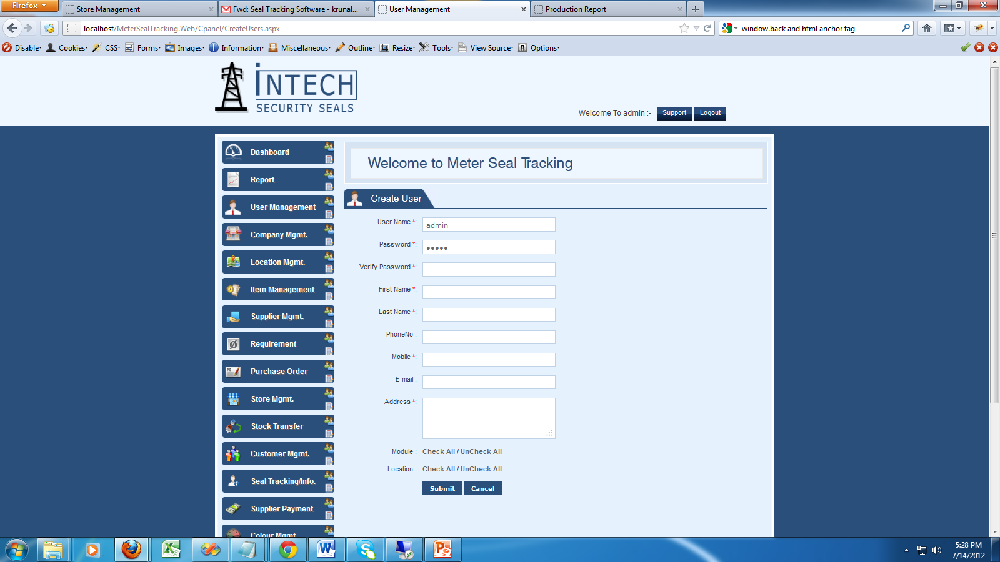 Firefox
Store Management
Fwd: Seal Tracking Software - krunal...
User Management
Production Report
localhost/MeterSealTracking.Web/Cpanel/CreateUsers.aspx
window.back and html anchor tag
Disable
Cookies
CSS
Forms
Images
Information
Miscellaneous
Outline
Resize
Tools
View Source
Options
INTECH
SECURITY SEALS
Welcome To admin :-
Support
Logout
Dashboard
Report
User Management
Company Mgmt.
Location Mgmt.
Item Management
Supplier Mgmt.
Requirement
Purchase Order
Store Mgmt.
Stock Transfer
Customer Mgmt.
Seal Tracking/Info.
Supplier Payment
Colour Mgmt.
Welcome to Meter Seal Tracking
Create User
User Name *: admin
Password *: •••••
Verify Password *:
First Name *:
Last Name *:
PhoneNo :
Mobile *:
E-mail :
Address *:
Module : Check All / UnCheck All
Location : Check All / UnCheck All
Submit Cancel
5:28 PM
7/14/2012